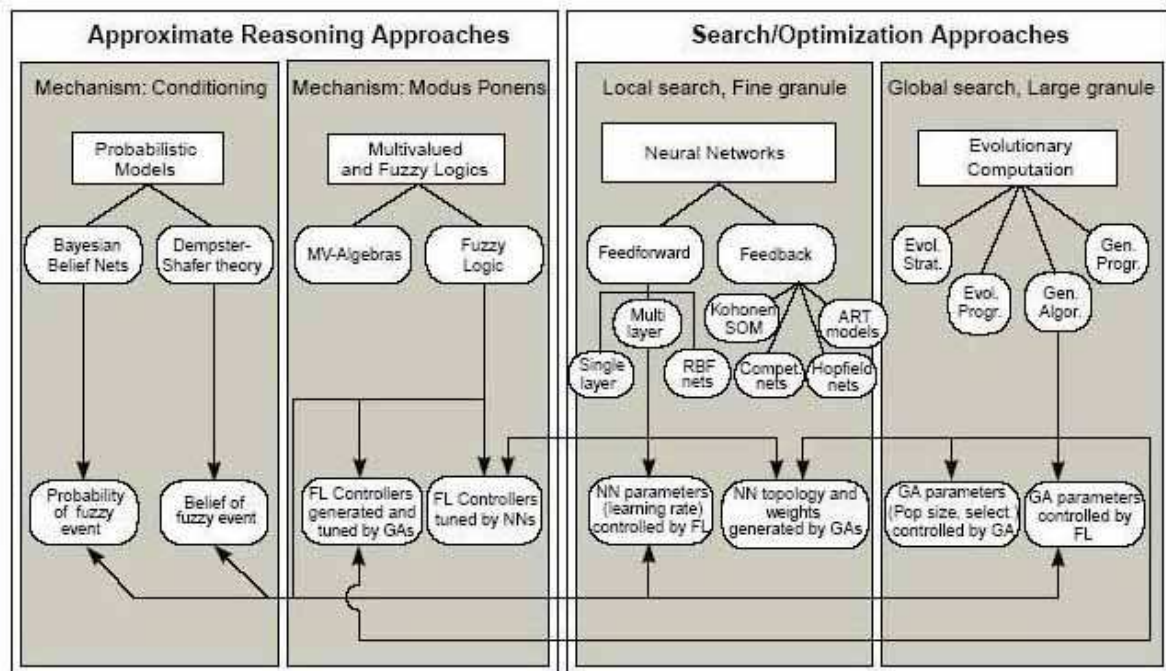 Approximate Reasoning Approaches
Search/Optimization Approaches
Mechanism: Conditioning
Mechanism: Modus Ponens
Local search, Fine granule
Global search, Large granule
Probabilistic
Models
Multivalued
and Fuzzy Logics
Neural Networks
Evolutionary
Computation
Bayesian
Belief Nets
Dempster-
Shafer theory
MV-Algebras
Fuzzy
Logic
Feedforward
Feedback
Evol.
Strat.
Evol.
Progr.
Gen.
Algor.
Gen.
Progr.
Single
layer
Multi
layer
RBF
nets
Kohonen
SOM
Compet.
nets
Hopfield
nets
ART
models
Probability
of fuzzy
event
Belief of
fuzzy event
FL Controllers
generated and
tuned by GAs
FL Controllers
tuned by NNs
NN parameters
(learning rate)
controlled by FL
NN topology and
weights
generated by GAs
GA parameters
(Pop size, select.)
controlled by GA
GA parameters
controlled by
FL